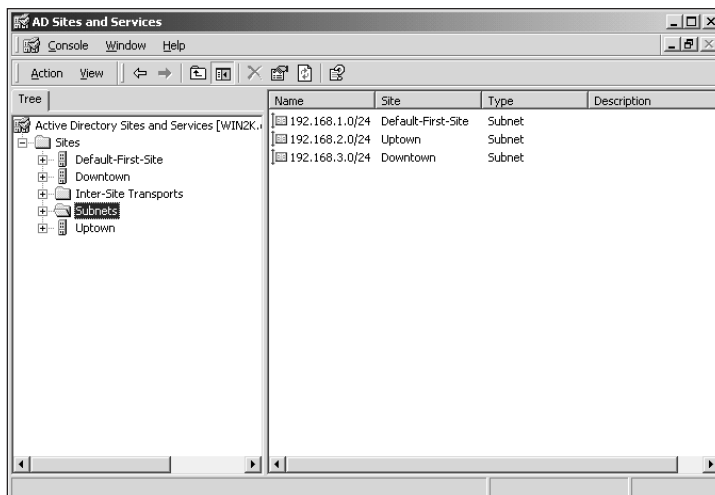 AD Sites and Services
Console Window Help
Action View
Tree
Active Directory Sites and Services [WIN2K.
Sites
Default-First-Site
Downtown
Inter-Site Transports
Subnets
Uptown
Name Site Type Description
192.168.1.0/24 Default-First-Site Subnet
192.168.2.0/24 Uptown Subnet
192.168.3.0/24 Downtown Subnet